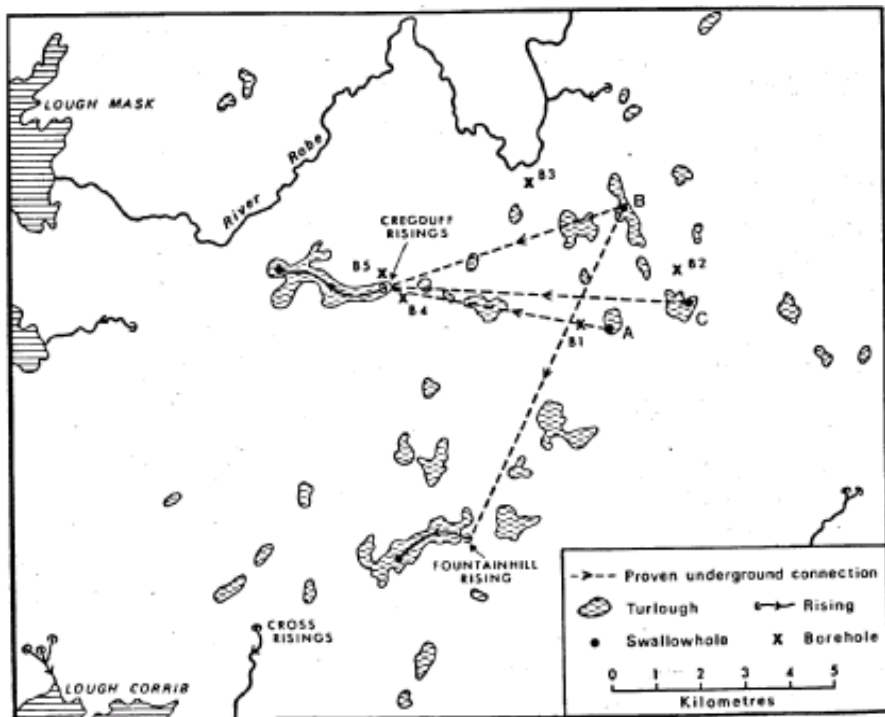 LOUGH MASK
River Robe
B3
B
CREGDUFF
RISINGS
B5
B2
B4
C
A
B1
FOUNTAINHILL
RISING
CROSS
RISINGS
LOUGH CORRIB
Proven underground connection
Turlough
Rising
Swallowhole
Borehole
0 1 2 3 4 5
Kilometres